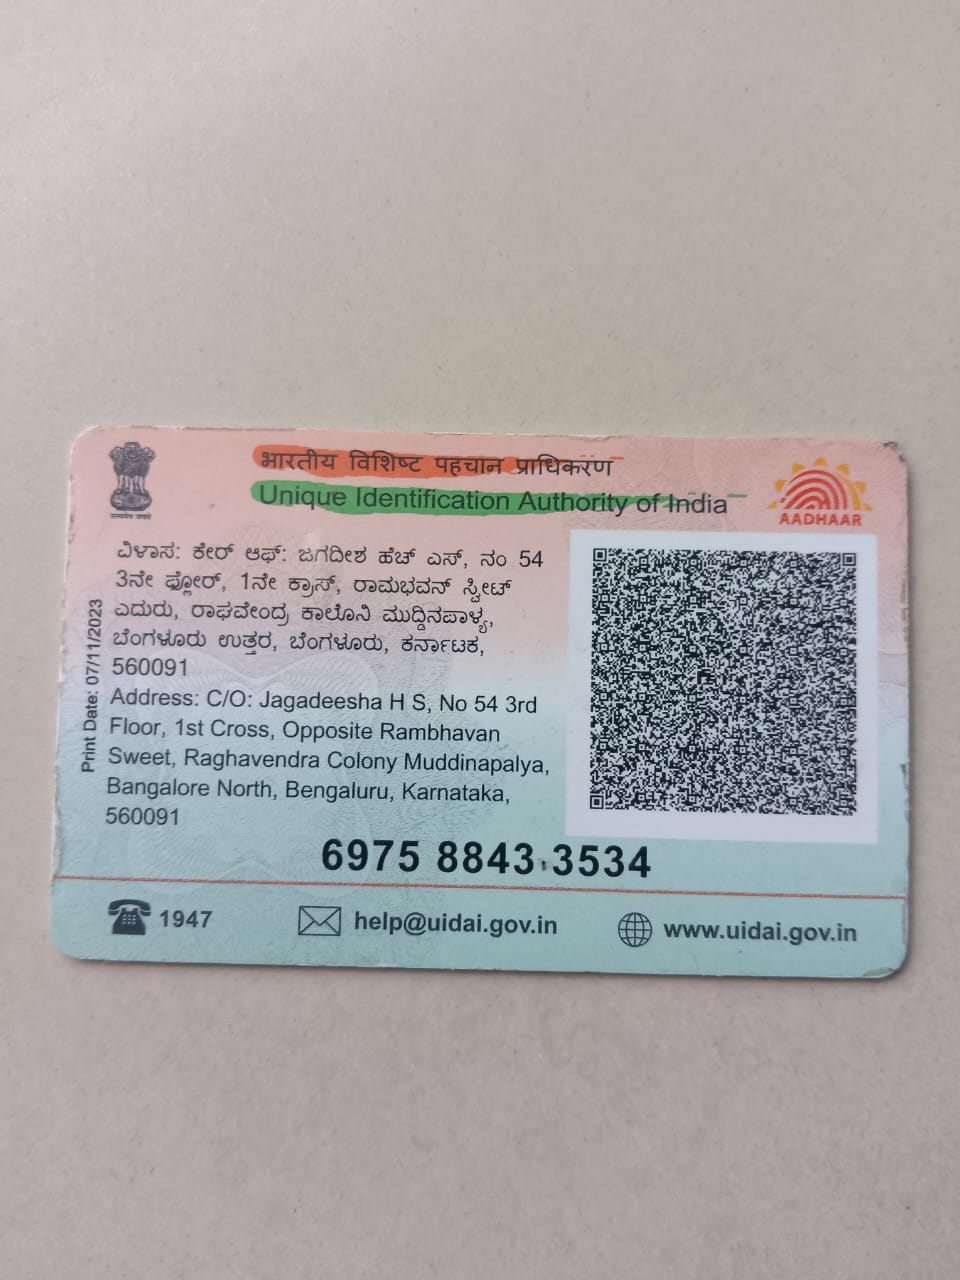 भारतीय विशिष्ट पहचान प्राधिकरण
Unique Identification Authority of India
AADHAAR
सत्यमेव जयते
ವಿಳಾಸ: ಕೇರ್ ಆಫ್: ಜಗದೀಶ ಹೆಚ್ ಎಸ್, ನಂ 54
3ನೇ ಫ್ಲೋರ್, 1ನೇ ಕ್ರಾಸ್, ರಾಮಭವನ್ ಸ್ವೀಟ್
ಎದುರು, ರಾಘವೇಂದ್ರ ಕಾಲೊನಿ ಮುದ್ದಿನಪಾಳ್ಯ,
ಬೆಂಗಳೂರು ಉತ್ತರ, ಬೆಂಗಳೂರು, ಕರ್ನಾಟಕ,
560091
Address: C/O: Jagadeesha H S, No 54 3rd
Floor, 1st Cross, Opposite Rambhavan
Sweet, Raghavendra Colony Muddinapalya,
Bangalore North, Bengaluru, Karnataka,
560091
Print Date: 07/11/2023
6975 8843 3534
1947
help@uidai.gov.in
www.uidai.gov.in